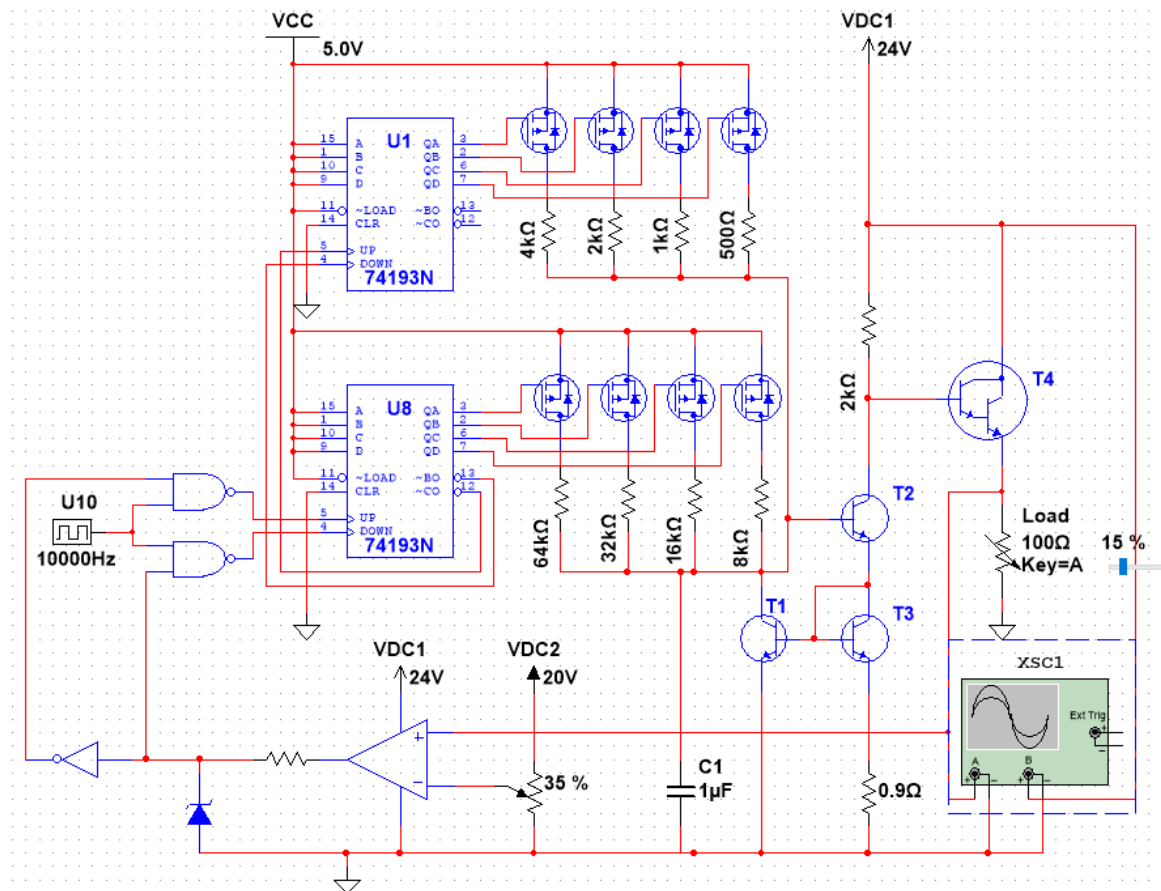 VCC
5.0V
VDC1
24V
U1
15 A QA 3
1 B QB 2
10 C QC 6
9 D QD 7
11 ~LOAD ~BO 13
14 CLR ~CO 12
5 UP
4 DOWN
74193N
4kΩ
2kΩ
1kΩ
500Ω
U8
15 A QA 3
1 B QB 2
10 C QC 6
9 D QD 7
11 ~LOAD ~BO 13
14 CLR ~CO 12
5 UP
4 DOWN
74193N
64kΩ
32kΩ
16kΩ
8kΩ
2kΩ
T4
T2
U10
10000Hz
Load
100Ω
Key=A
15 %
T1
T3
VDC1
24V
VDC2
20V
35 %
C1
1µF
0.9Ω
XSC1
Ext Trig
+
−
A
B
+ − + −
+
−